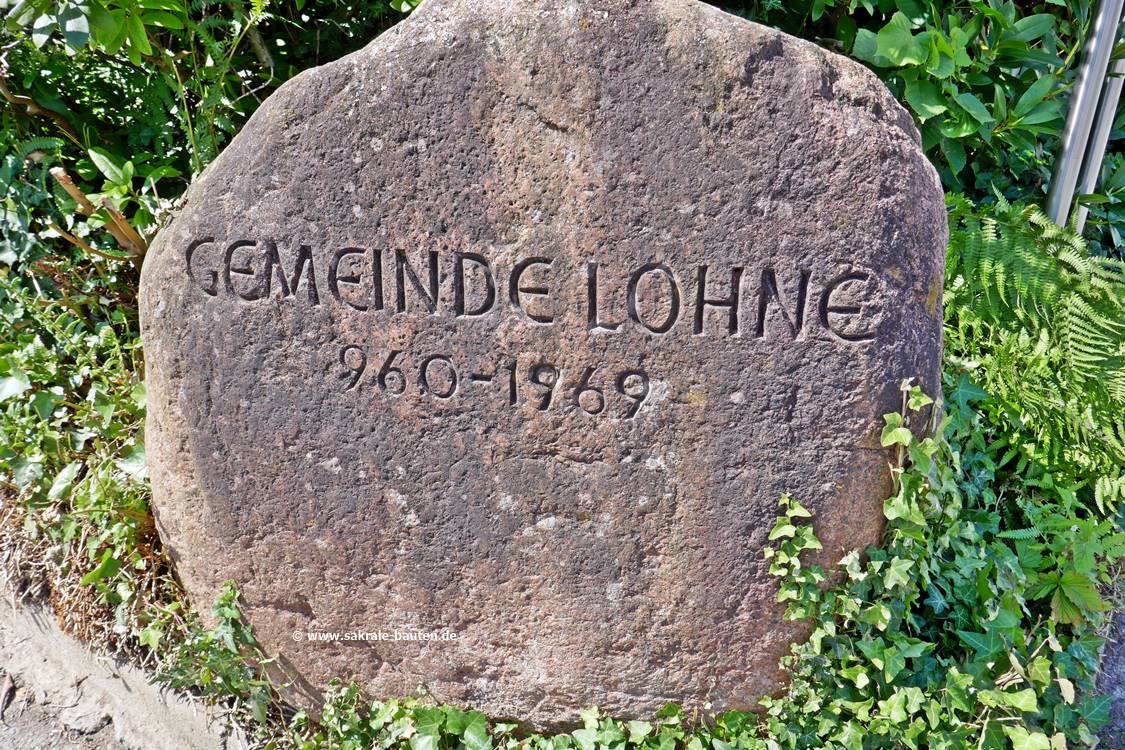 GEMEINDE LOHNE
960-1969
© www.sakrale-bauten.de